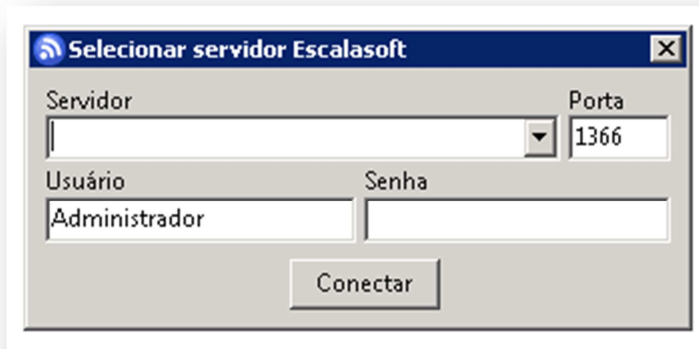 Selecionar servidor Escalasoft
Servidor Porta
1366
Usuário Senha
Administrador
Conectar